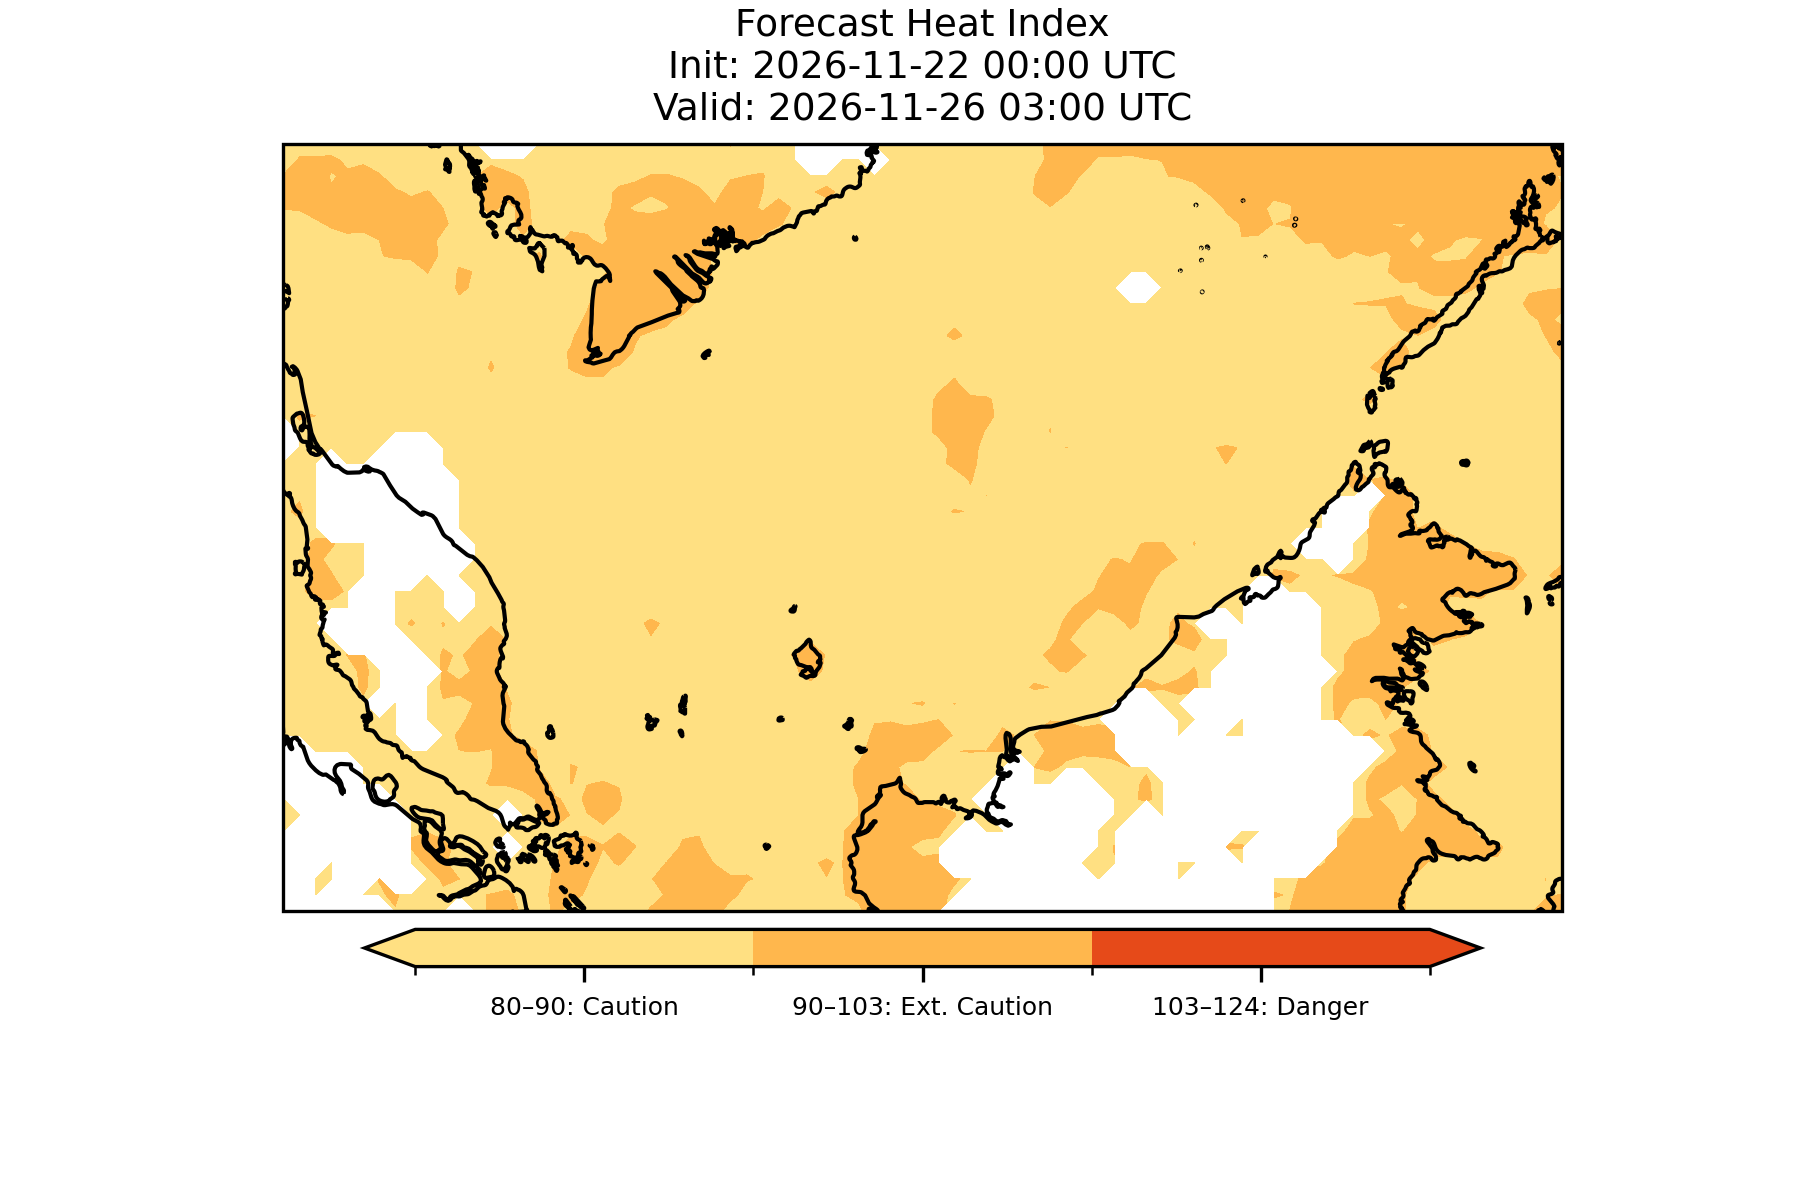 Forecast Heat Index
Init: 2026-11-22 00:00 UTC
Valid: 2026-11-26 03:00 UTC
80–90: Caution
90–103: Ext. Caution
103–124: Danger